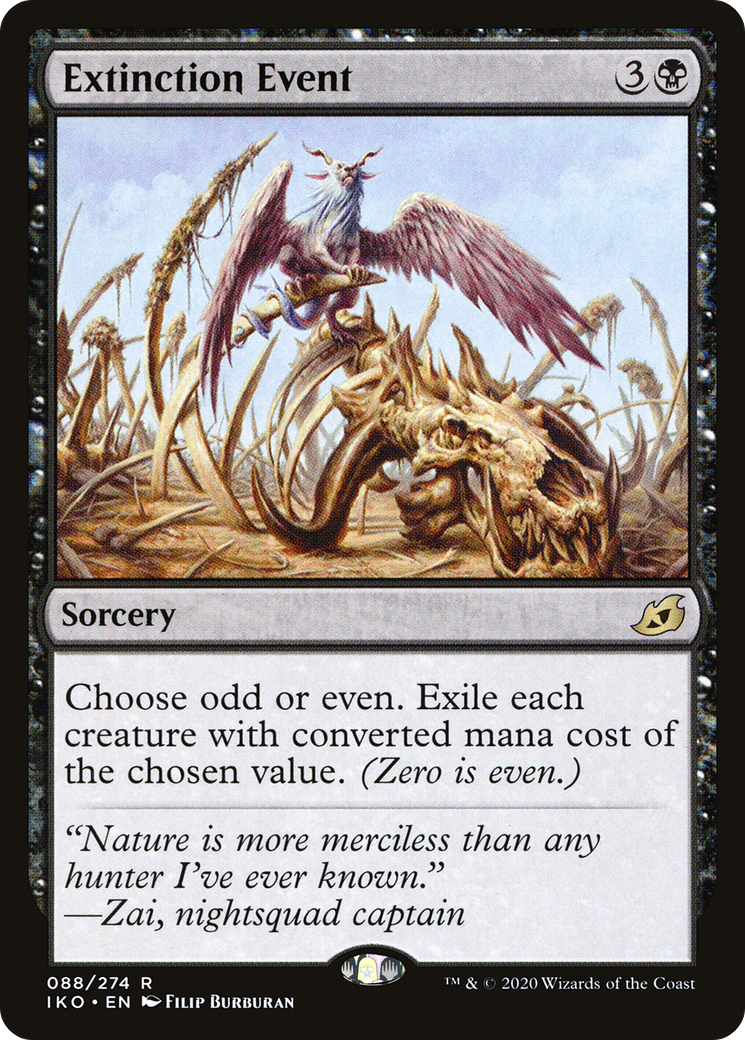 Extinction Event 3
Sorcery
Choose odd or even. Exile each
creature with converted mana cost of
the chosen value. (Zero is even.)
“Nature is more merciless than any
hunter I’ve ever known.”
—Zai, nightsquad captain
088/274 R
IKO • EN Filip Burburan
™ & © 2020 Wizards of the Coast